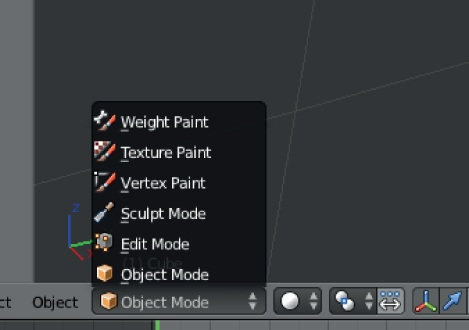 Z
Weight Paint
Texture Paint
Vertex Paint
Sculpt Mode
Edit Mode
(1) Cube
Object Mode
ct Object Object Mode